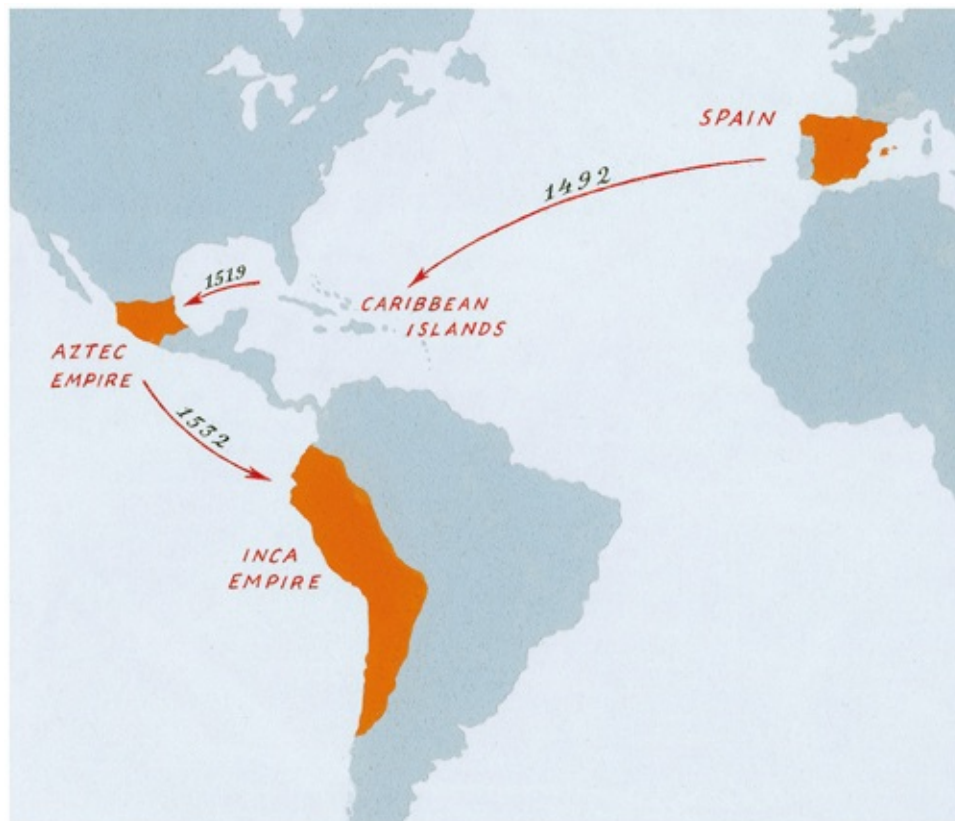 SPAIN
1492
1519
CARIBBEAN
ISLANDS
AZTEC
EMPIRE
1532
INCA
EMPIRE